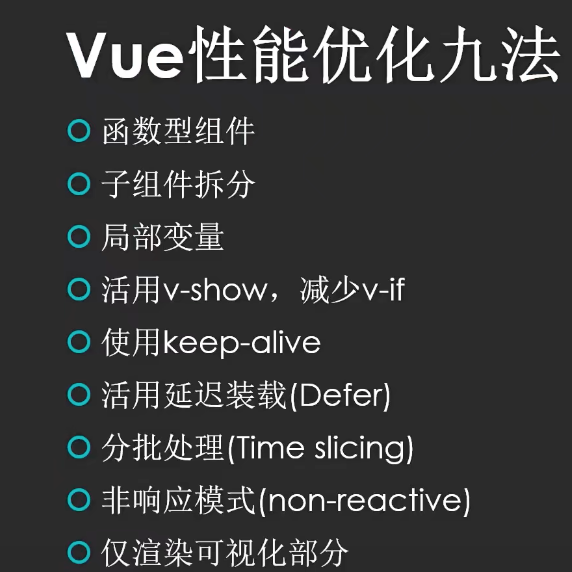 Vue性能优化九法
函数型组件
子组件拆分
局部变量
活用v-show，减少v-if
使用keep-alive
活用延迟装载(Defer)
分批处理(Time slicing)
非响应模式(non-reactive)
仅渲染可视化部分